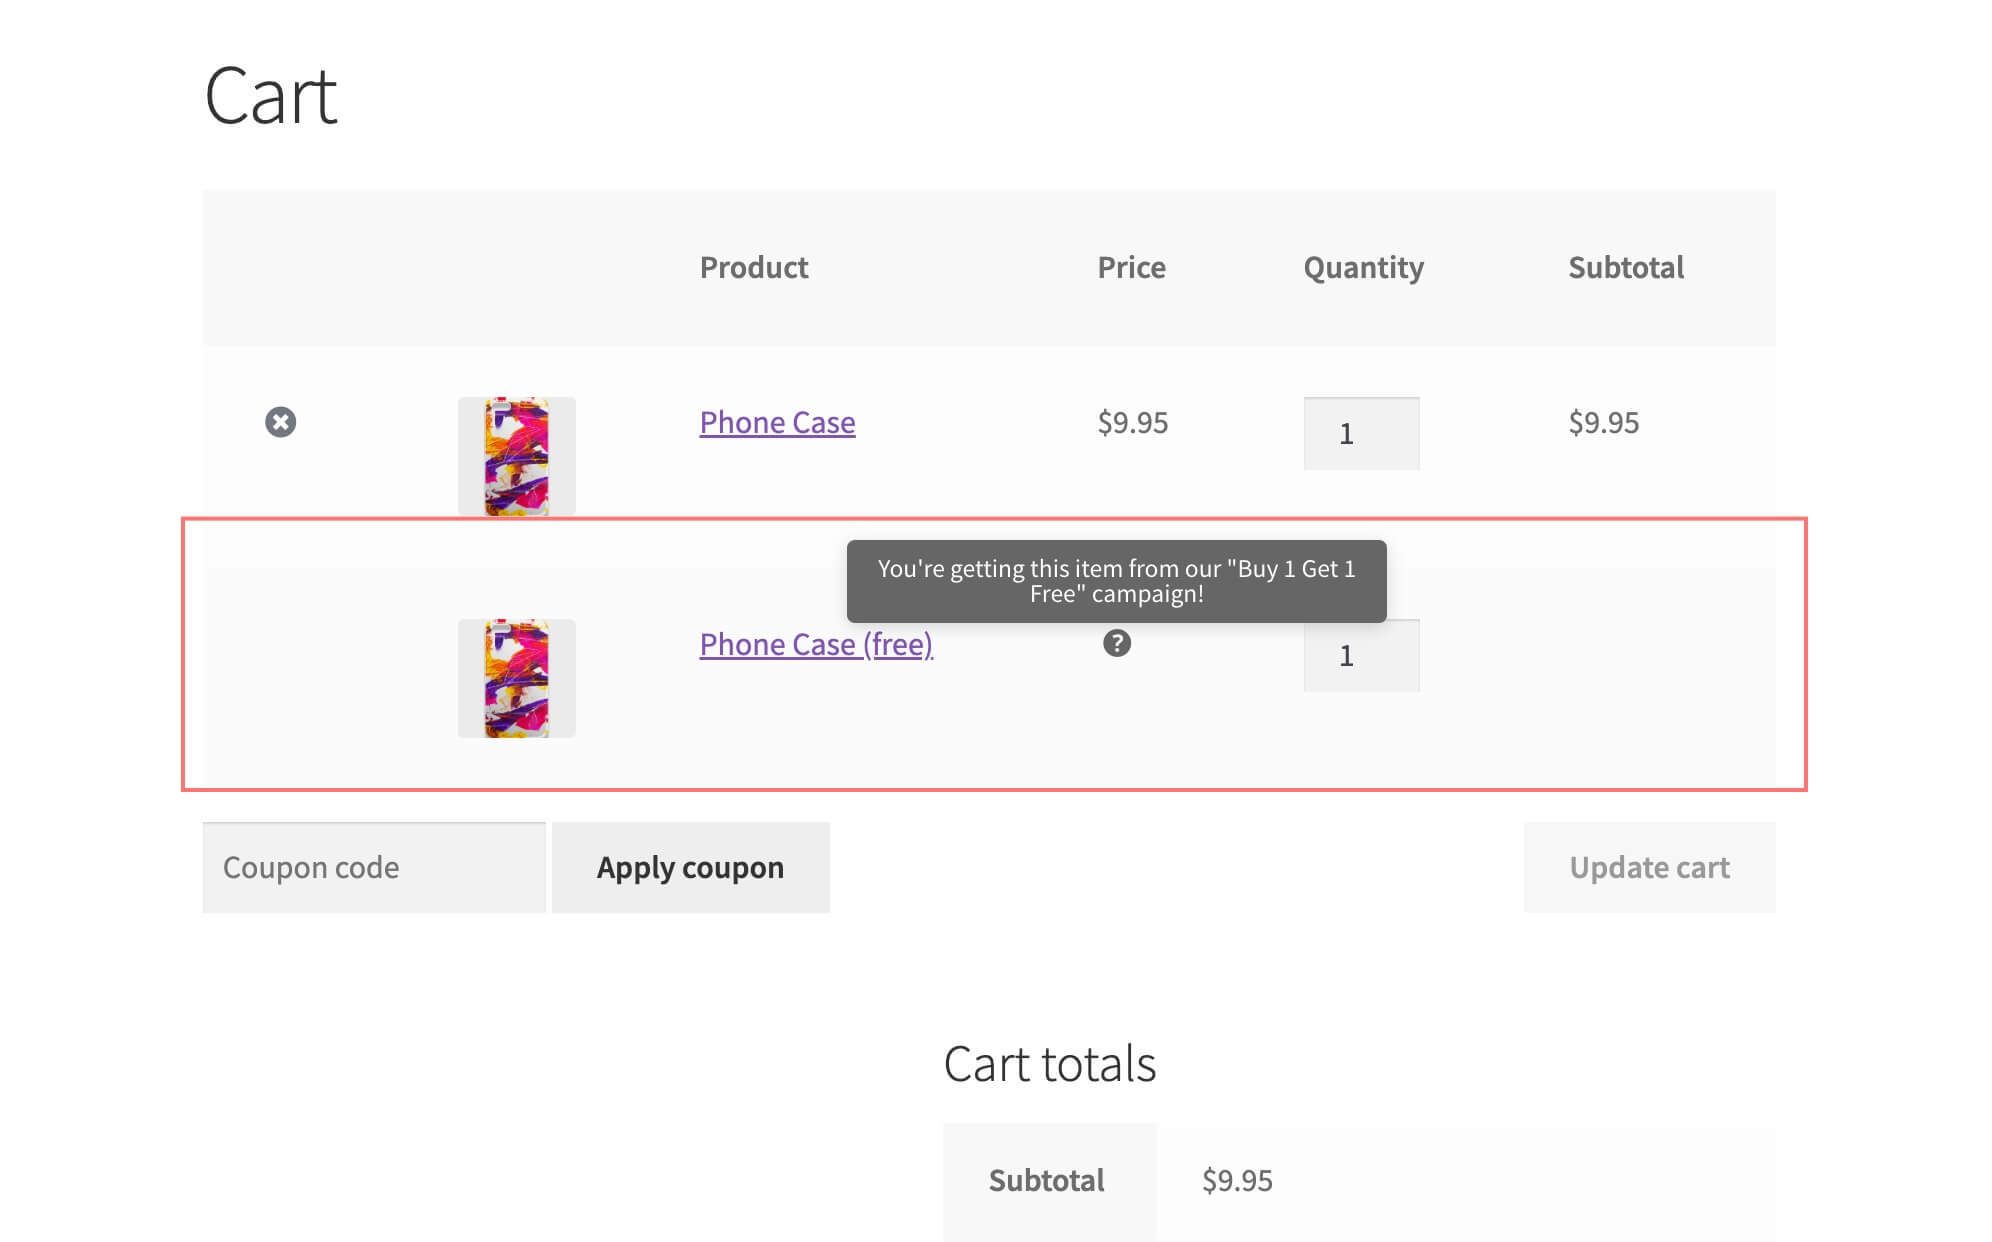 Cart
Product Price Quantity Subtotal
Phone Case $9.95 1 $9.95
You're getting this item from our "Buy 1 Get 1
Free" campaign!
Phone Case (free) ? 1
Coupon code Apply coupon Update cart
Cart totals
Subtotal $9.95